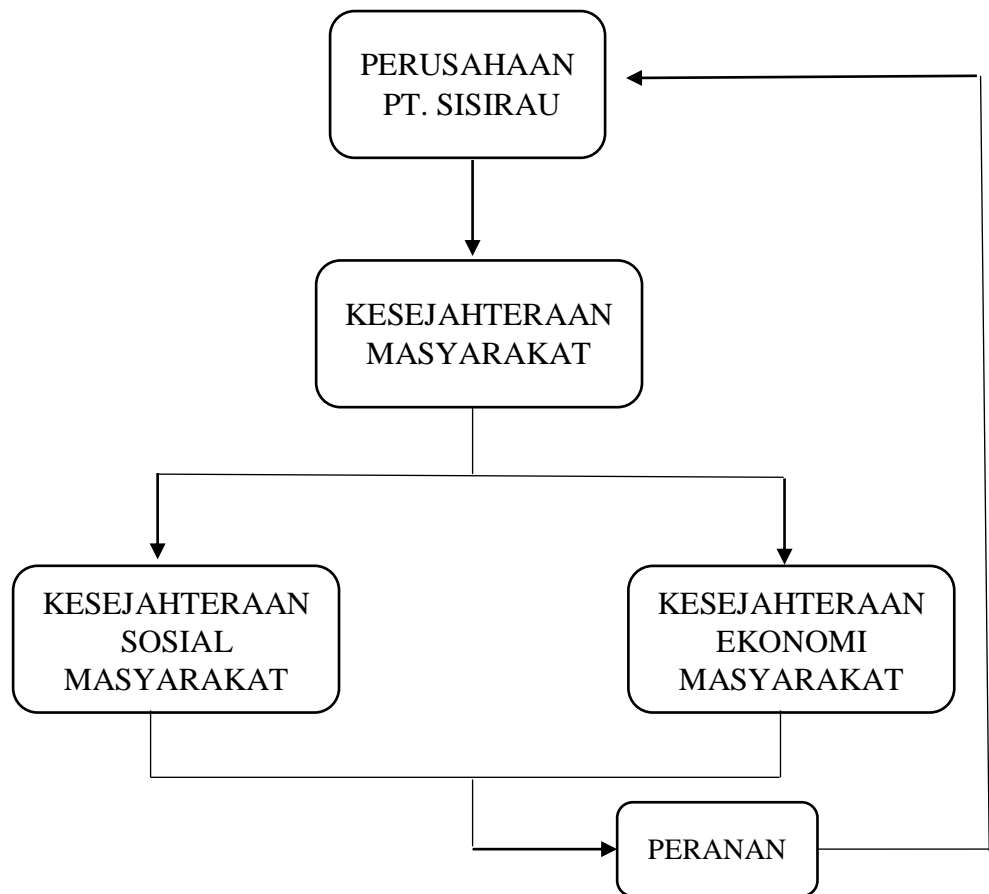 PERUSAHAAN
PT. SISIRAU
KESEJAHTERAAN
MASYARAKAT
KESEJAHTERAAN
SOSIAL
MASYARAKAT
KESEJAHTERAAN
EKONOMI
MASYARAKAT
PERANAN